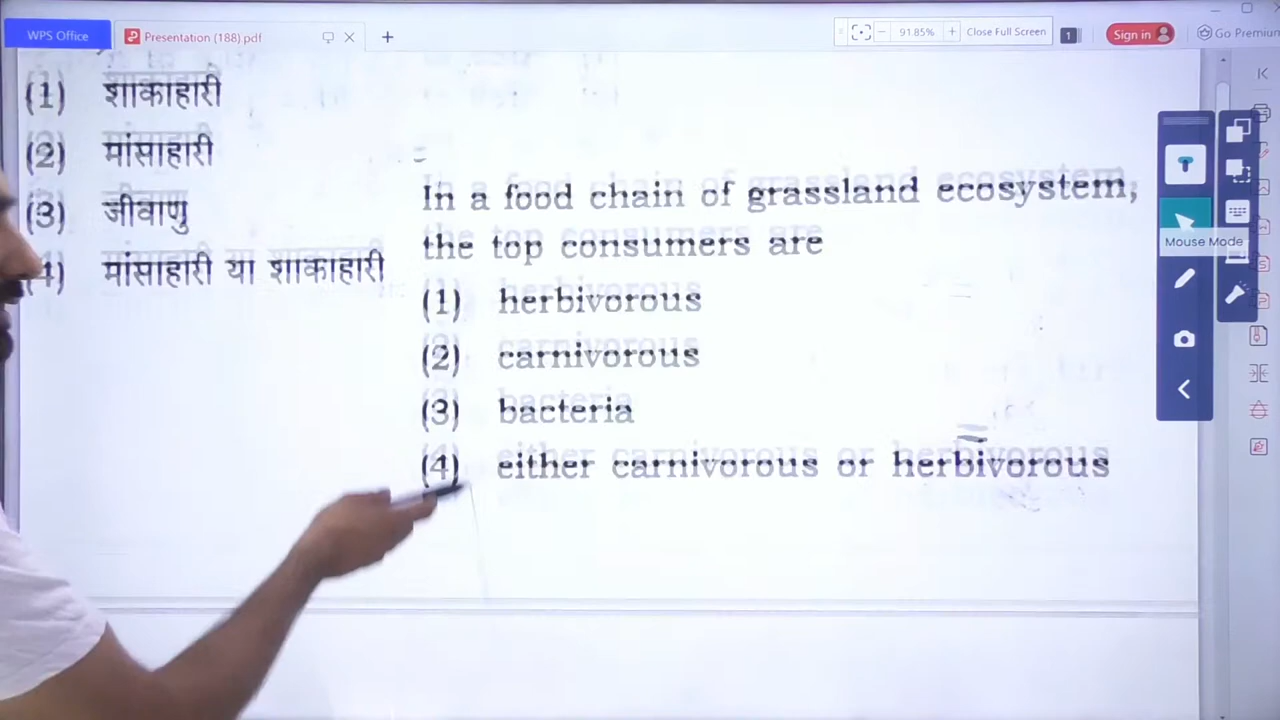 WPS Office
Presentation (188).pdf
91.85%
Close Full Screen
1
Sign in
Go Premium
(1) शाकाहारी
(2) मांसाहारी
(3) जीवाणु
4) मांसाहारी या शाकाहारी
In a food chain of grassland ecosystem,
the top consumers are
(1) herbivorous
(2) carnivorous
(3) bacteria
(4) either carnivorous or herbivorous
Mouse Mode